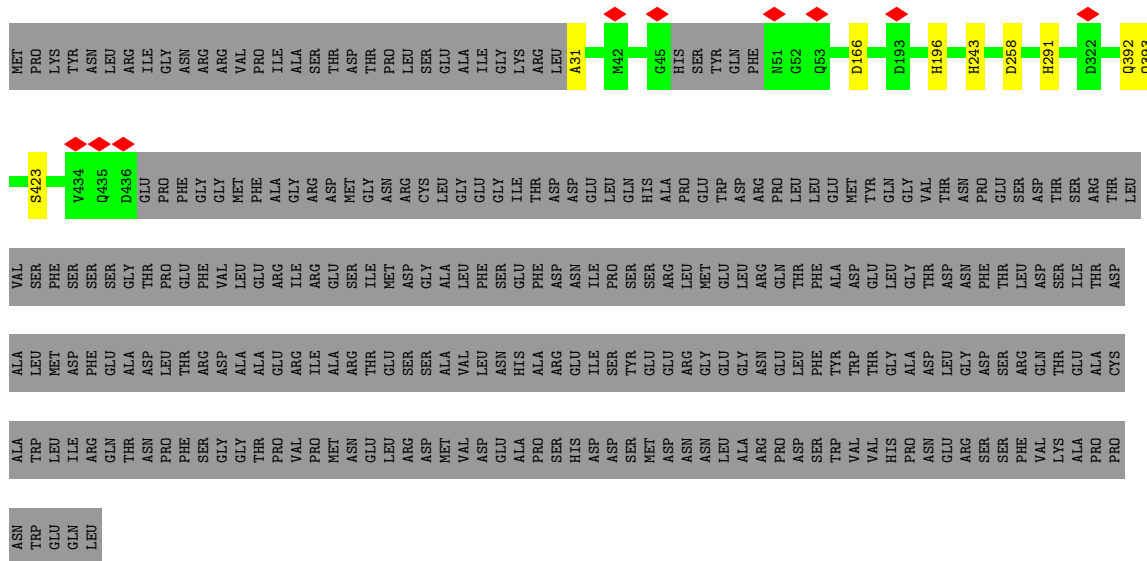 MET PRO LYS TYR ASN LEU ARG ILE GLY ASN ARG ARG VAL PRO ILE ALA SER THR ASP THR PRO LEU SER GLU ALA ILE GLY LYS ARG LEU A31 M42 G45 HIS SER TYR GLN PHE N51 G52 Q53 D166 D193 H196 H243 D258 H291 D322 Q392
S423 V434 Q435 D436 GLU PRO PHE GLY GLY MET PHE ALA GLY ARG ASP MET GLY ASN ARG CYS LEU GLY GLU GLY ILE THR ASP ASP GLU LEU GLN HIS ALA PRO GLU TRP ASP ARG PRO LEU LEU GLU MET TYR GLN GLY VAL THR ASN PRO GLU SER ASP THR SER ARG THR LEU
VAL SER PHE SER SER SER GLY THR PRO GLU PHE VAL LEU GLU ARG ILE ARG GLU SER ILE MET ASP GLY ALA LEU PHE SER GLU PHE ASP ASN ILE PRO SER SER ARG LEU MET GLU LEU ARG GLN THR PHE ALA ASP GLU LEU GLY THR ASP ASN PHE THR LEU ASP SER ILE THR ASP
ALA LEU MET ASP PHE GLU ALA ASP LEU THR ARG ASP ALA ALA GLU ARG ILE ALA ARG THR GLU SER SER ALA VAL LEU ASN HIS ALA ARG GLU ILE SER TYR GLU GLU ARG GLY GLU GLY ASN GLU LEU PHE TYR TRP THR GLY ALA ASP LEU GLY ASP SER ARG GLN THR GLU ALA CYS
ALA TRP LEU ILE ARG GLN THR ASN PRO PHE SER GLY GLY THR PRO VAL PRO MET ASN GLU LEU ARG ASP MET VAL ASP GLU ALA PRO SER HIS ASP ASP SER MET ASP ASN ASN LEU ALA ARG PRO ASP SER TRP VAL VAL HIS PRO ASN GLU ARG SER SER PHE VAL LYS ALA PRO PRO
ASN TRP GLU GLN LEU